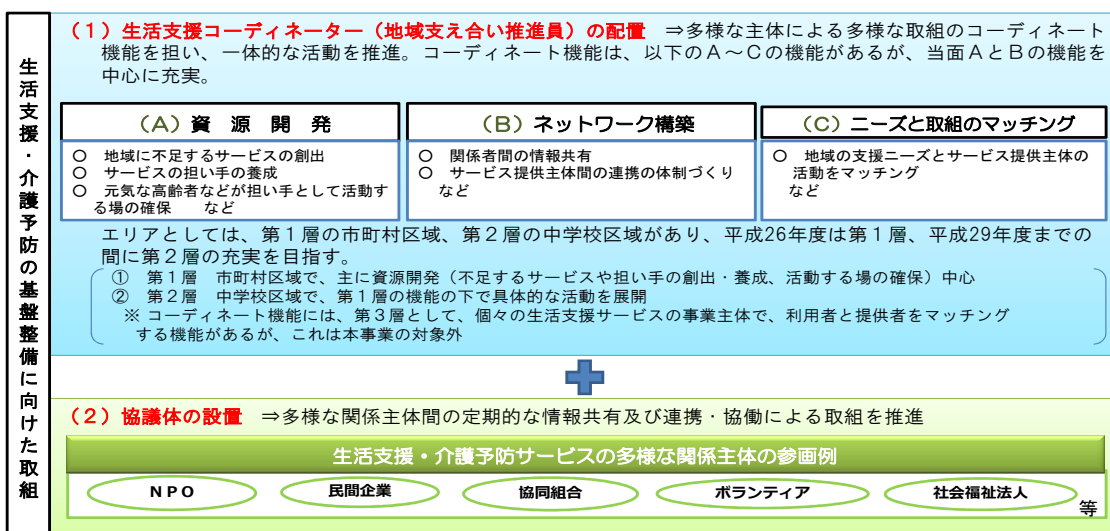 生活支援・介護予防の基盤整備に向けた取組
(1)生活支援コーディネーター(地域支え合い推進員)の配置 ⇒多様な主体による多様な取組のコーディネート
機能を担い、一体的な活動を推進。コーディネート機能は、以下のA~Cの機能があるが、当面AとBの機能を
中心に充実。
(A)資 源 開 発
○ 地域に不足するサービスの創出
○ サービスの担い手の養成
○ 元気な高齢者などが担い手として活動す
る場の確保 など
(B)ネットワーク構築
○ 関係者間の情報共有
○ サービス提供主体間の連携の体制づくり
など
(C)ニーズと取組のマッチング
○ 地域の支援ニーズとサービス提供主体の
活動をマッチング
など
エリアとしては、第1層の市町村区域、第2層の中学校区域があり、平成26年度は第1層、平成29年度までの
間に第2層の充実を目指す。
① 第1層 市町村区域で、主に資源開発(不足するサービスや担い手の創出・養成、活動する場の確保)中心
② 第2層 中学校区域で、第1層の機能の下で具体的な活動を展開
※ コーディネート機能には、第3層として、個々の生活支援サービスの事業主体で、利用者と提供者をマッチング
する機能があるが、これは本事業の対象外
(2)協議体の設置 ⇒多様な関係主体間の定期的な情報共有及び連携・協働による取組を推進
生活支援・介護予防サービスの多様な関係主体の参画例
NPO
民間企業
協同組合
ボランティア
社会福祉法人
等